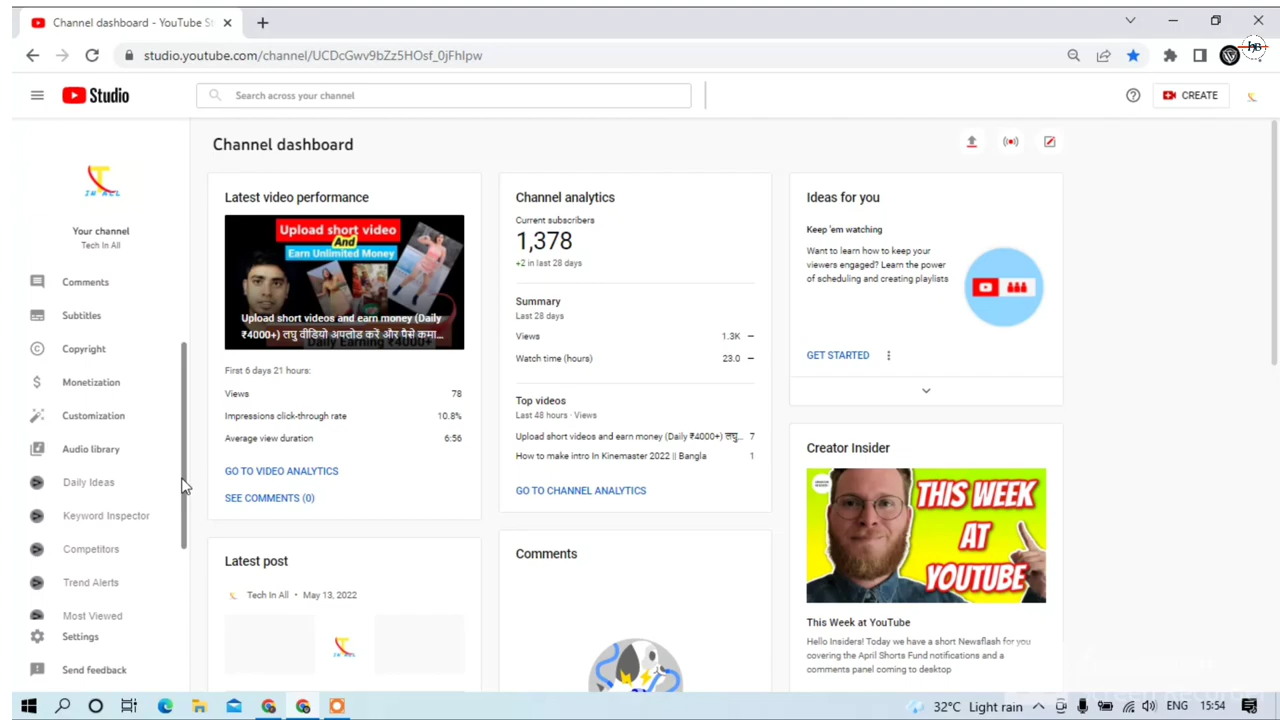 Channel dashboard - YouTube St
studio.youtube.com/channel/UCDcGwv9bZz5HOsf_0jFhlpw
Studio
Search across your channel
CREATE
Channel dashboard
IN ALL
Your channel
Tech In All
Comments
Subtitles
Copyright
Monetization
Customization
Audio library
Daily Ideas
Keyword Inspector
Competitors
Trend Alerts
Most Viewed
Settings
Send feedback
Latest video performance
Upload short video
And
Earn Unlimited Money
Upload short videos and earn money (Daily
₹4000+) लघु वीडियो अपलोड करें और पैसे कमा...
Daily Earning ₹4000+
First 6 days 21 hours:
Views 78
Impressions click-through rate 10.8%
Average view duration 6:56
GO TO VIDEO ANALYTICS
SEE COMMENTS (0)
Latest post
Tech In All • May 13, 2022
Channel analytics
Current subscribers
1,378
+2 in last 28 days
Summary
Last 28 days
Views 1.3K —
Watch time (hours) 23.0 —
Top videos
Last 48 hours · Views
Upload short videos and earn money (Daily ₹4000+) लघु... 7
How to make intro In Kinemaster 2022 || Bangla 1
GO TO CHANNEL ANALYTICS
Comments
Ideas for you
Keep 'em watching
Want to learn how to keep your
viewers engaged? Learn the power
of scheduling and creating playlists
GET STARTED
Creator Insider
THIS WEEK
AT
YOUTUBE
This Week at YouTube
Hello Insiders! Today we have a short Newsflash for you
covering the April Shorts Fund notifications and a
comments panel coming to desktop
32°C Light rain
ENG
15:54